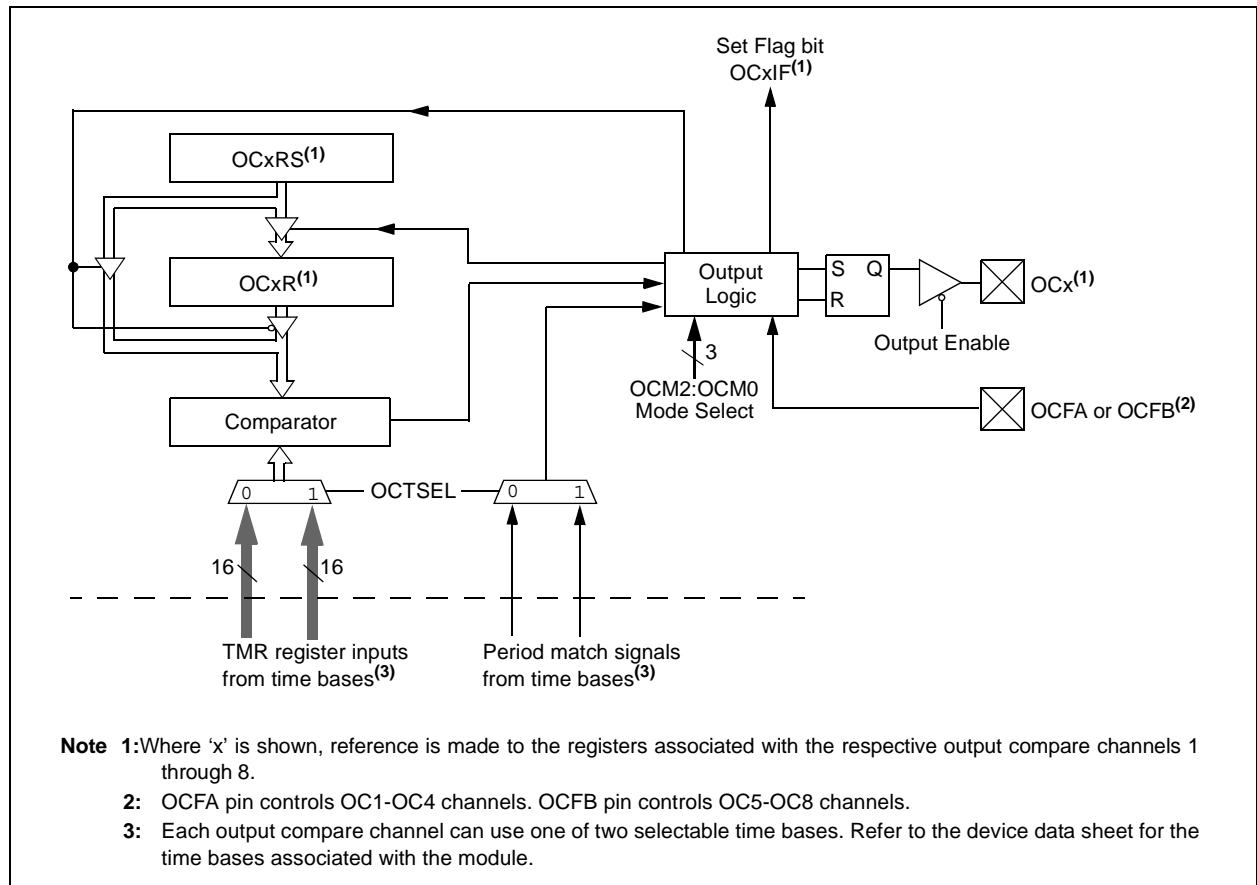 Set Flag bit
OCxIF(1)
OCxRS(1)
OCxR(1)
Output
Logic
S Q
R
OCx(1)
Output Enable
3
OCM2:OCM0
Mode Select
OCFA or OCFB(2)
Comparator
0 1
OCTSEL
0 1
16
16
TMR register inputs
from time bases(3)
Period match signals
from time bases(3)
Note 1:Where ‘x’ is shown, reference is made to the registers associated with the respective output compare channels 1
through 8.
2: OCFA pin controls OC1-OC4 channels. OCFB pin controls OC5-OC8 channels.
3: Each output compare channel can use one of two selectable time bases. Refer to the device data sheet for the
time bases associated with the module.